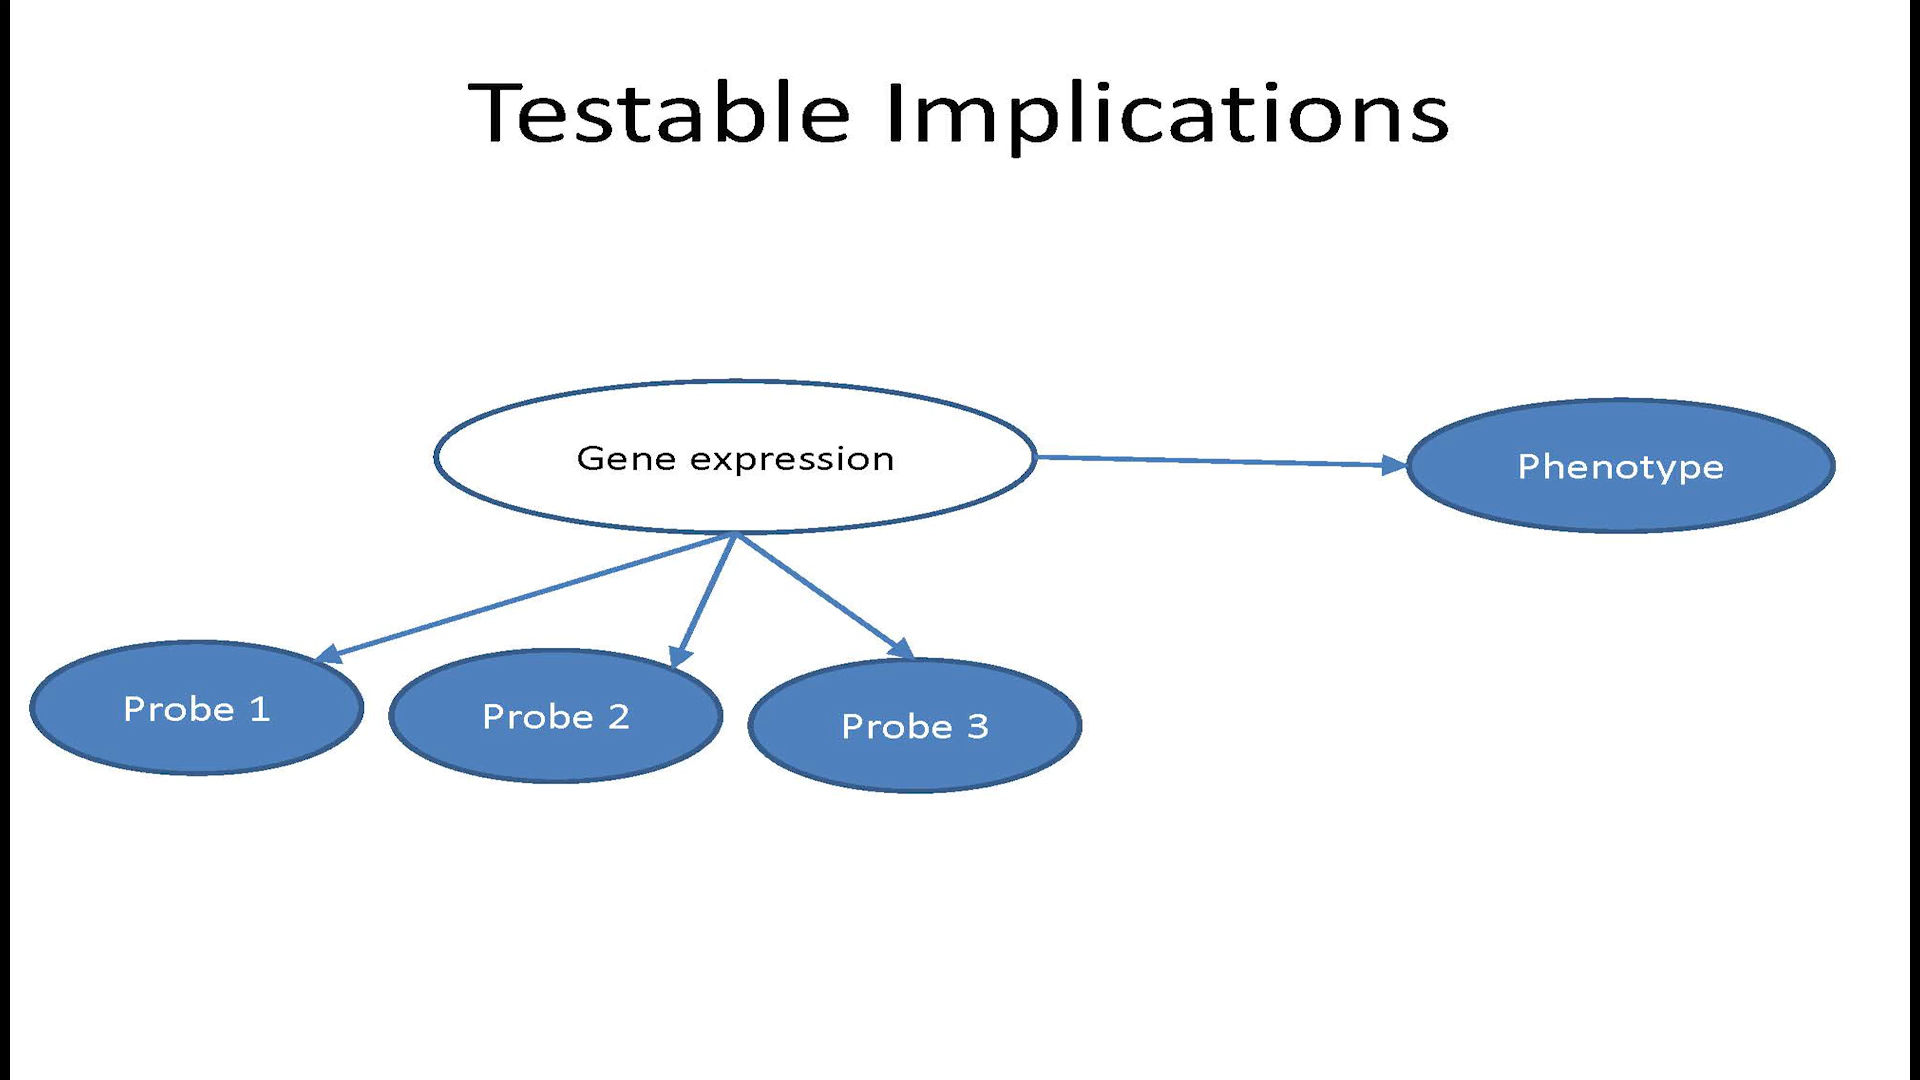 Testable Implications
Gene expression
Phenotype
Probe 1
Probe 2
Probe 3